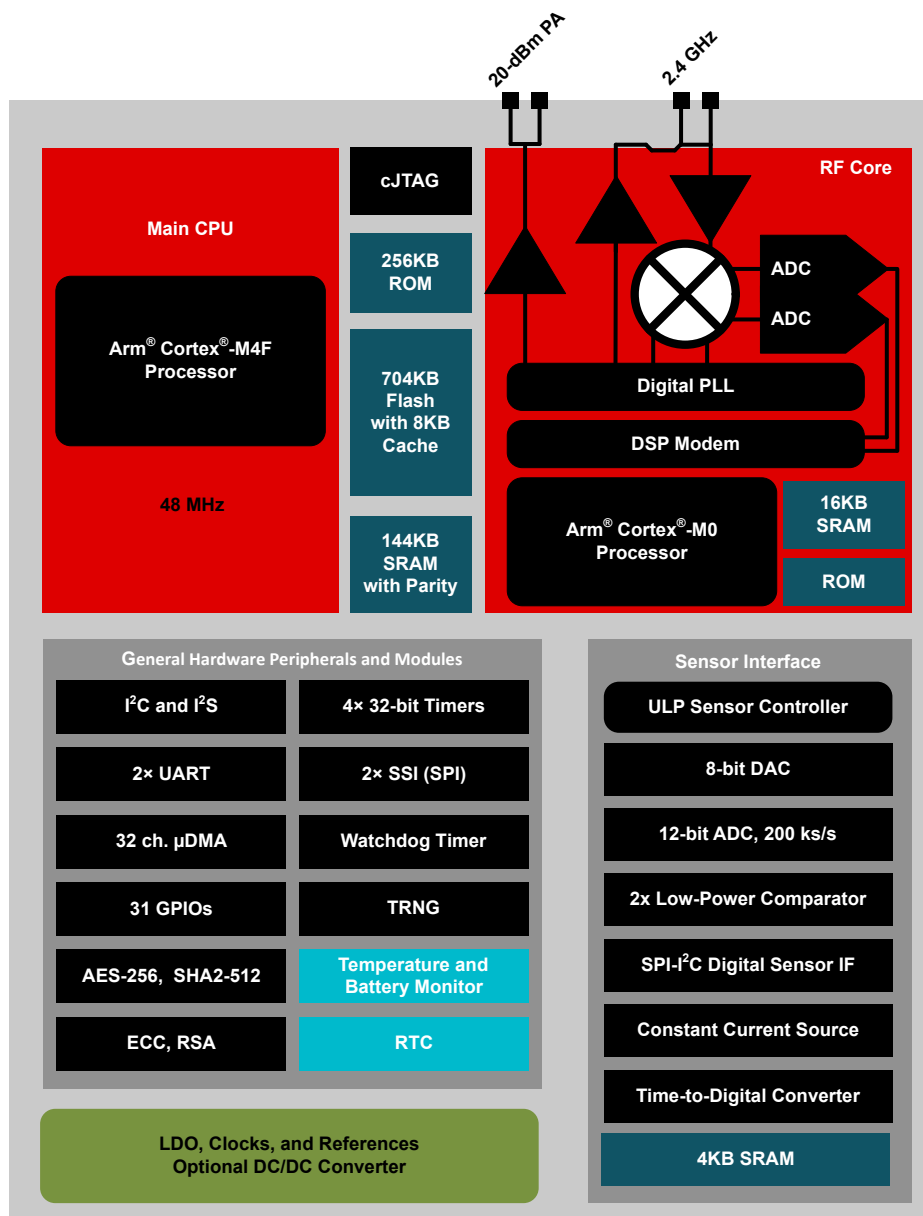 20-dBm PA
2.4 GHz
Main CPU
Arm® Cortex®-M4F
Processor
48 MHz
cJTAG
256KB
ROM
704KB
Flash
with 8KB
Cache
144KB
SRAM
with Parity
RF Core
ADC
ADC
Digital PLL
DSP Modem
Arm® Cortex®-M0
Processor
16KB
SRAM
ROM
General Hardware Peripherals and Modules
I²C and I²S
4× 32-bit Timers
2× UART
2× SSI (SPI)
32 ch. µDMA
Watchdog Timer
31 GPIOs
TRNG
AES-256, SHA2-512
Temperature and
Battery Monitor
ECC, RSA
RTC
LDO, Clocks, and References
Optional DC/DC Converter
Sensor Interface
ULP Sensor Controller
8-bit DAC
12-bit ADC, 200 ks/s
2x Low-Power Comparator
SPI-I²C Digital Sensor IF
Constant Current Source
Time-to-Digital Converter
4KB SRAM